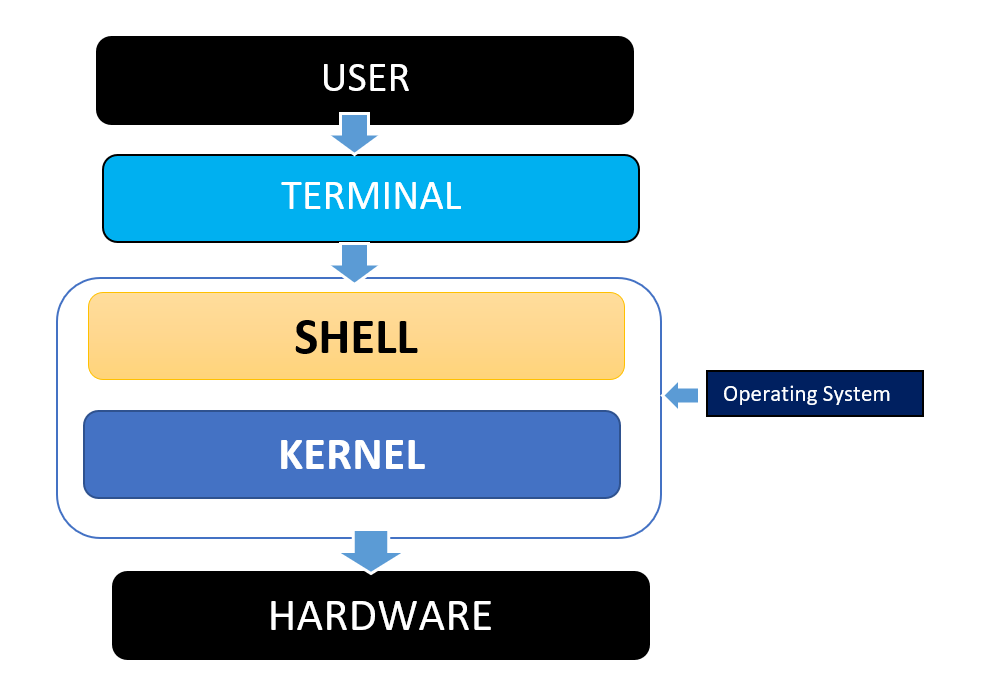 USER
TERMINAL
SHELL
Operating System
KERNEL
HARDWARE